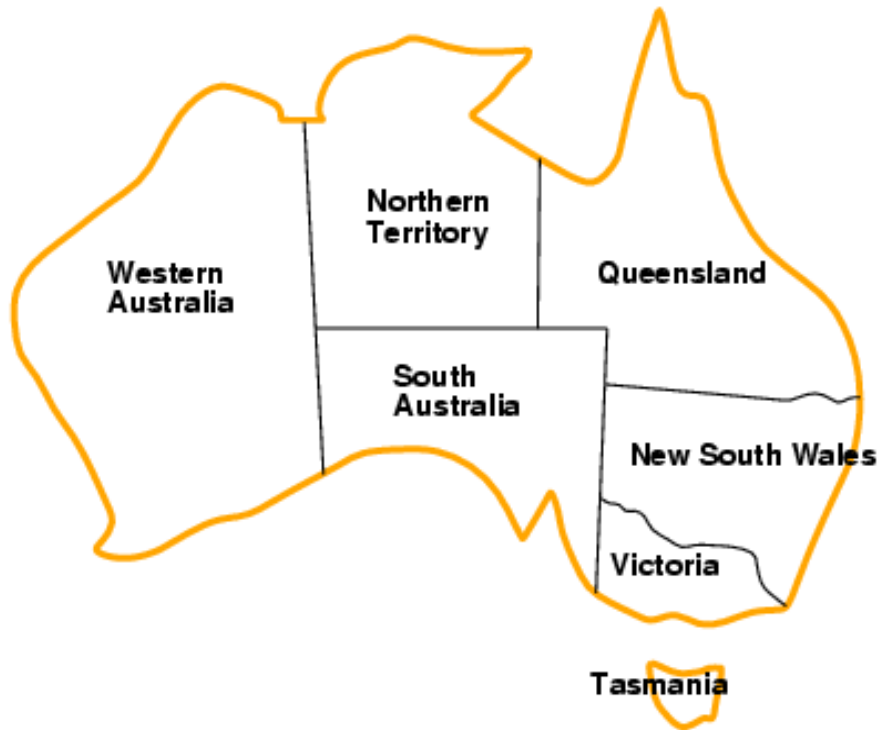 Northern
Territory
Western
Australia
Queensland
South
Australia
New South Wales
Victoria
Tasmania